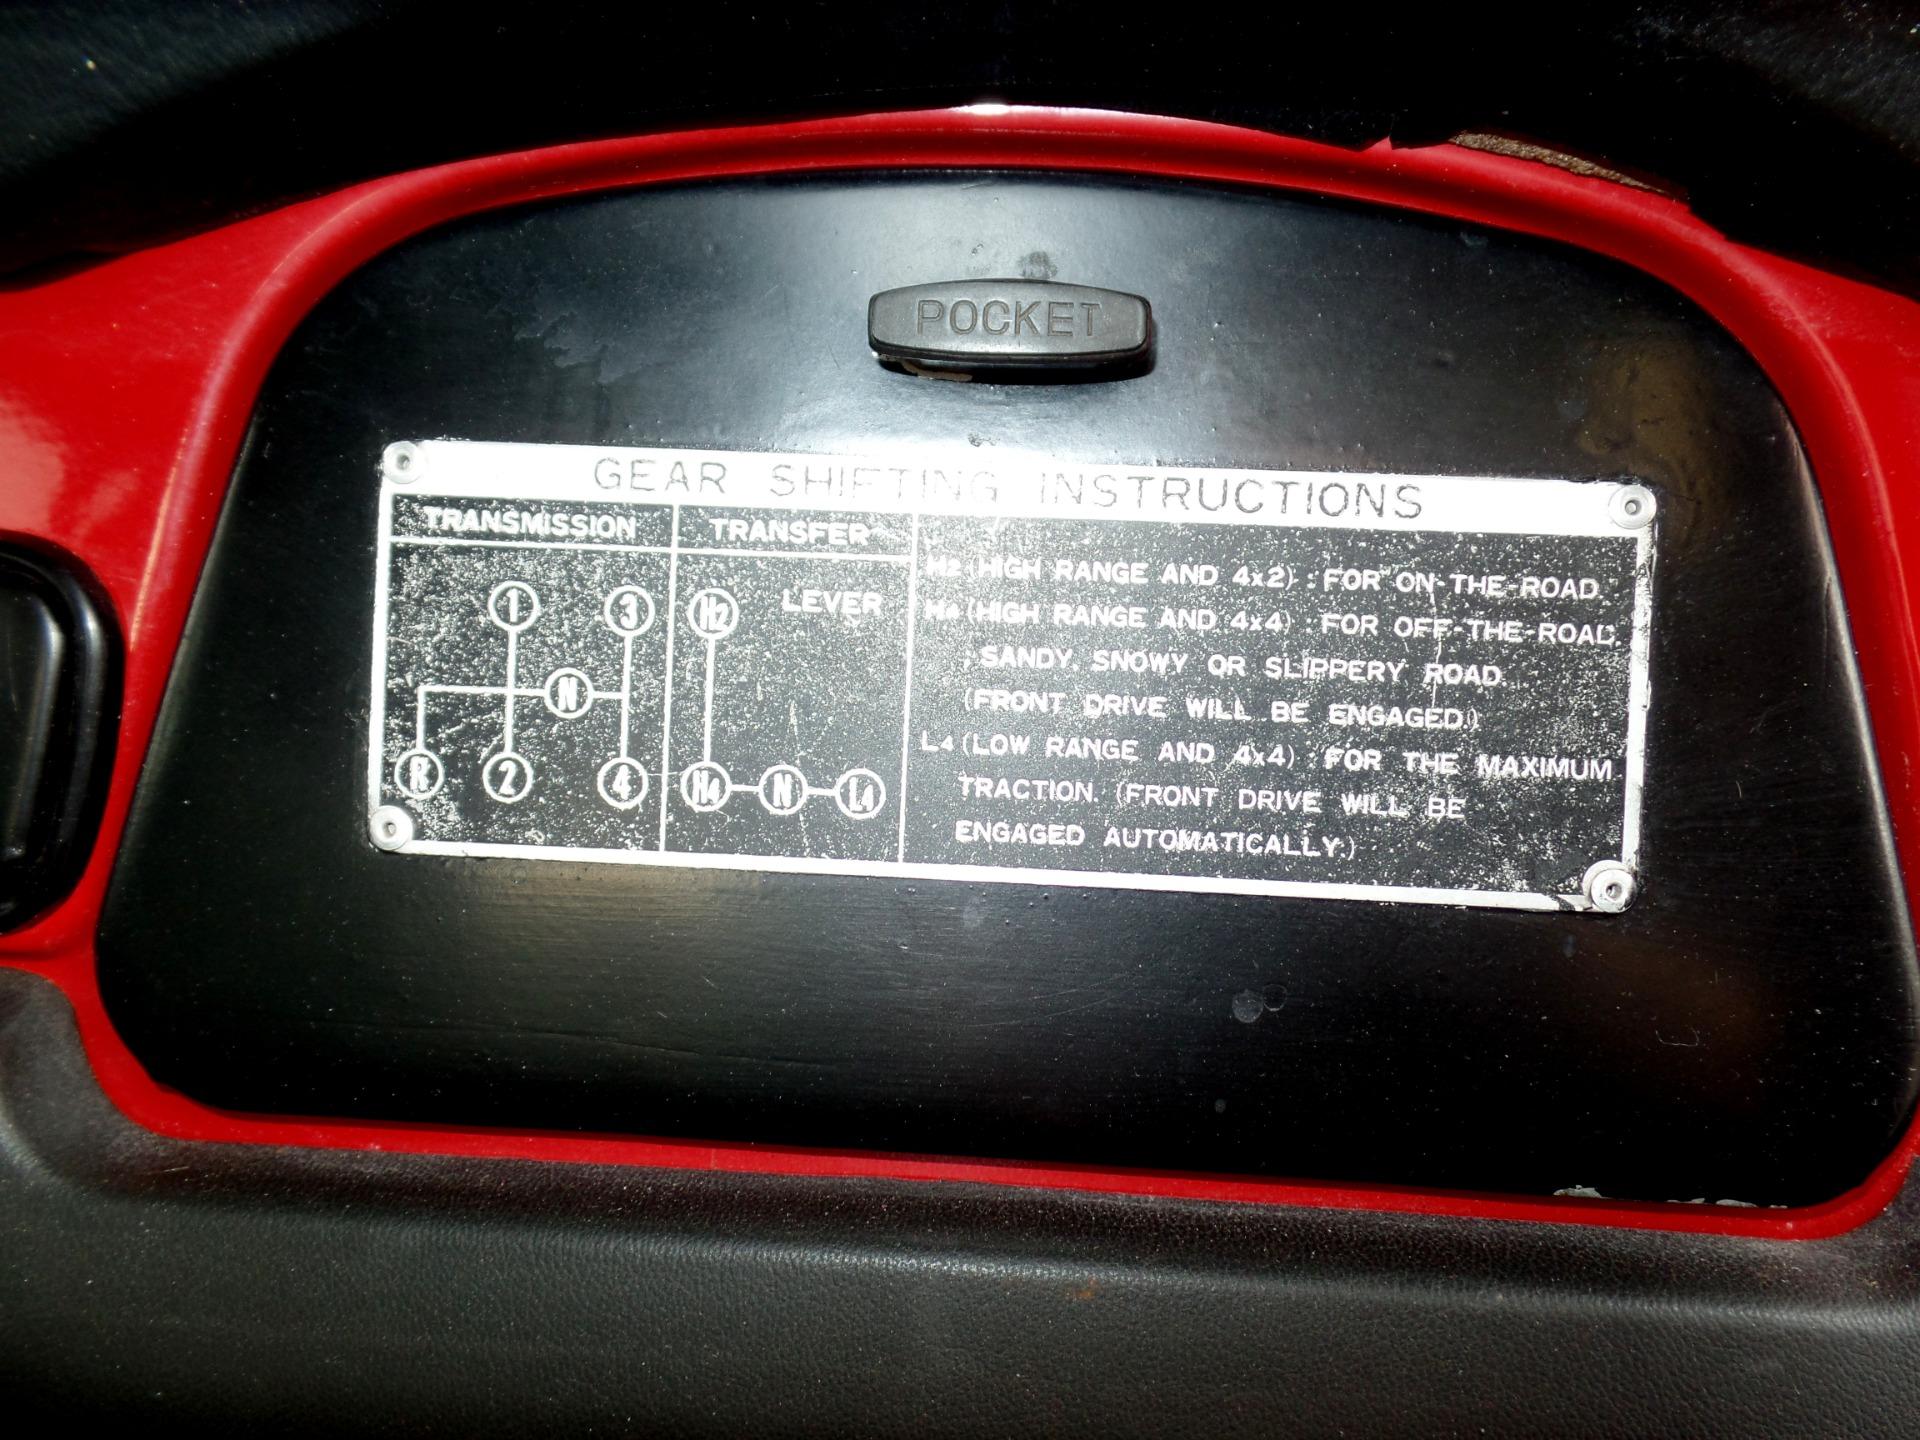 POCKET
GEAR SHIFTING INSTRUCTIONS
TRANSMISSION
1 3
N
R 2 4
TRANSFER
H2 LEVER
H4 N L4
H2 (HIGH RANGE AND 4x2) : FOR ON-THE-ROAD.
H4 (HIGH RANGE AND 4x4) : FOR OFF-THE-ROAD,
SANDY, SNOWY OR SLIPPERY ROAD.
(FRONT DRIVE WILL BE ENGAGED.)
L4 (LOW RANGE AND 4x4) : FOR THE MAXIMUM
TRACTION. (FRONT DRIVE WILL BE
ENGAGED AUTOMATICALLY.)